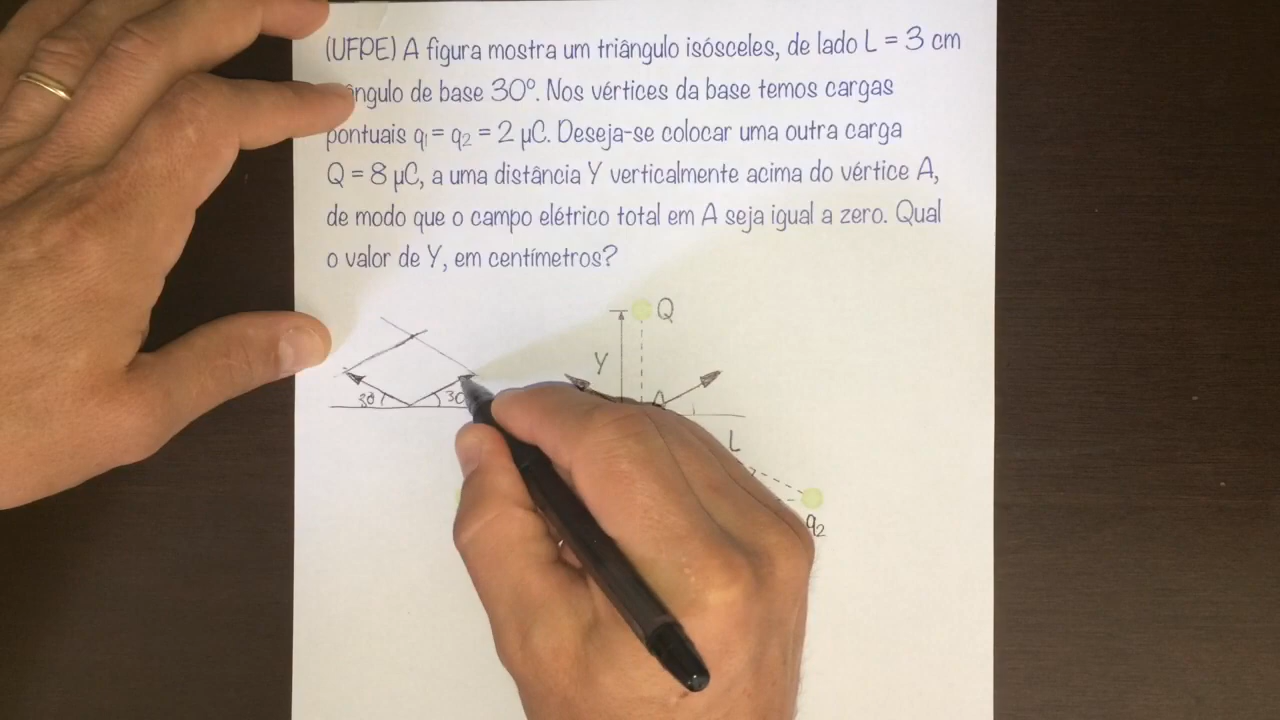 (UFPE) A figura mostra um triângulo isósceles, de lado L = 3 cm
ângulo de base 30º. Nos vértices da base temos cargas
pontuais q1 = q2 = 2 µC. Deseja-se colocar uma outra carga
Q = 8 µC, a uma distância Y verticalmente acima do vértice A,
de modo que o campo elétrico total em A seja igual a zero. Qual
o valor de Y, em centímetros?
Q
Y
30
A
L
q2